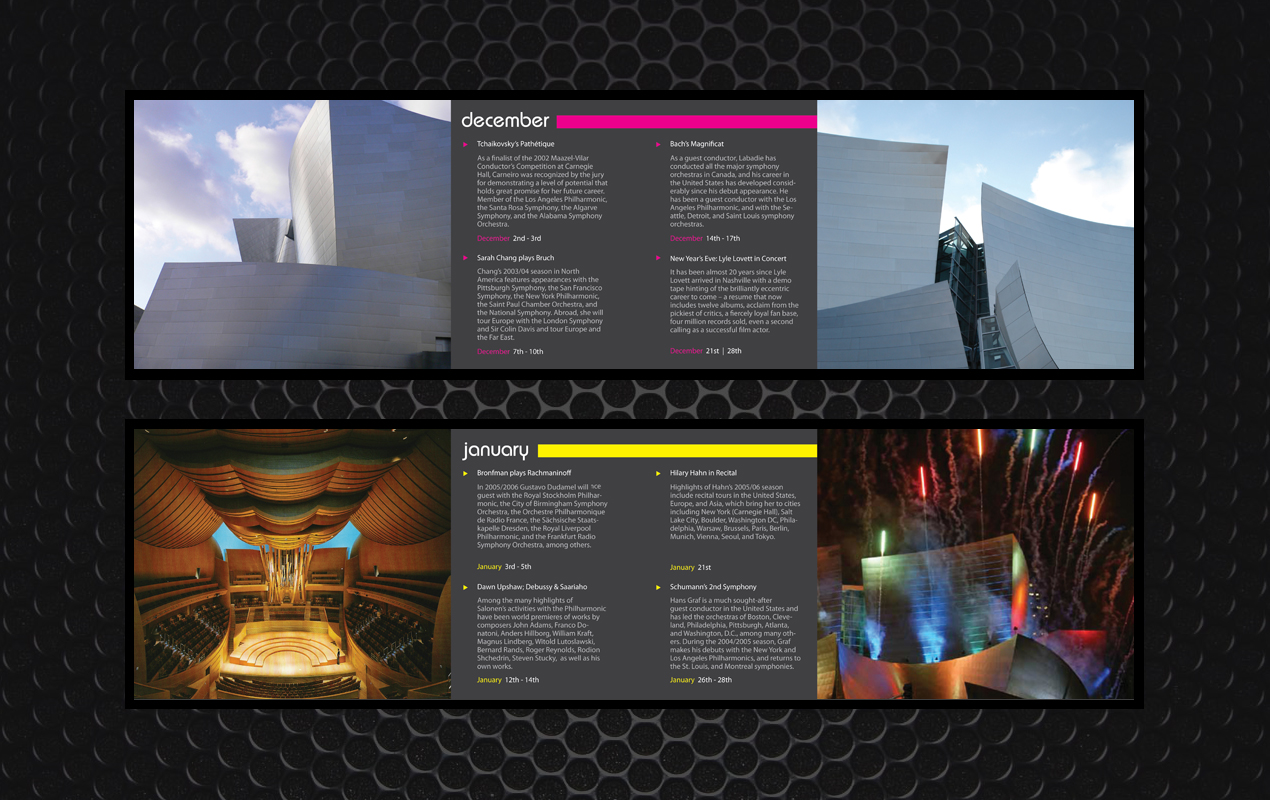 december
Tchaikovsky's Pathétique
As a finalist of the 2002 Maazel-Vilar
Conductor's Competition at Carnegie
Hall, Carneiro was recognized by the jury
for demonstrating a level of potential that
holds great promise for her future career.
Member of the Los Angeles Philharmonic,
the Santa Rosa Symphony, the Algarve
Symphony, and the Alabama Symphony
Orchestra.
December 2nd - 3rd
Sarah Chang plays Bruch
Chang's 2003/04 season in North
America features appearances with the
Pittsburgh Symphony, the San Francisco
Symphony, the New York Philharmonic,
the Saint Paul Chamber Orchestra, and
the National Symphony. Abroad, she will
tour Europe with the London Symphony
and Sir Colin Davis and tour Europe and
the Far East.
December 7th - 10th
Bach's Magnificat
As a guest conductor, Labadie has
conducted all the major symphony
orchestras in Canada, and his career in
the United States has developed consid-
erably since his debut appearance. He
has been a guest conductor with the Los
Angeles Philharmonic, and with the Se-
attle, Detroit, and Saint Louis symphony
orchestras.
December 14th - 17th
New Year's Eve: Lyle Lovett in Concert
It has been almost 20 years since Lyle
Lovett arrived in Nashville with a demo
tape hinting of the brilliantly eccentric
career to come – a resume that now
includes twelve albums, acclaim from the
pickiest of critics, a fiercely loyal fan base,
four million records sold, even a second
calling as a successful film actor.
December 21st | 28th
january
Bronfman plays Rachmaninoff
In 2005/2006 Gustavo Dudamel will
guest with the Royal Stockholm Philhar-
monic, the City of Birmingham Symphony
Orchestra, the Orchestre Philharmonique
de Radio France, the Sächsische Staats-
kapelle Dresden, the Royal Liverpool
Philharmonic, and the Frankfurt Radio
Symphony Orchestra, among others.
January 3rd - 5th
Dawn Upshaw; Debussy & Saariaho
Among the many highlights of
Salonen's activities with the Philharmonic
have been world premieres of works by
composers John Adams, Franco Do-
natoni, Anders Hillborg, William Kraft,
Magnus Lindberg, Witold Lutoslawski,
Bernard Rands, Roger Reynolds, Rodion
Shchedrin, Steven Stucky, as well as his
own works.
January 12th - 14th
Hilary Hahn in Recital
Highlights of Hahn's 2005/06 season
include recital tours in the United States,
Europe, and Asia, which bring her to cities
including New York (Carnegie Hall), Salt
Lake City, Boulder, Washington DC, Phila-
delphia, Warsaw, Brussels, Paris, Berlin,
Munich, Vienna, Seoul, and Tokyo.
January 21st
Schumann's 2nd Symphony
Hans Graf is a much sought-after
guest conductor in the United States and
has led the orchestras of Boston, Cleve-
land, Philadelphia, Pittsburgh, Atlanta,
and Washington, D.C., among many oth-
ers. During the 2004/2005 season, Graf
makes his debuts with the New York and
Los Angeles Philharmonics, and returns to
the St. Louis, and Montreal symphonies.
January 26th - 28th